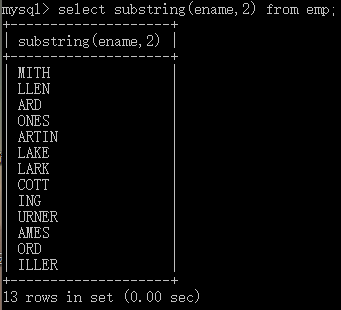 mysql> select substring(ename,2) from emp;
+--------------------+
| substring(ename,2) |
+--------------------+
| MITH |
| LLEN |
| ARD |
| ONES |
| ARTIN |
| LAKE |
| LARK |
| COTT |
| ING |
| URNER |
| AMES |
| ORD |
| ILLER |
+--------------------+
13 rows in set (0.00 sec)